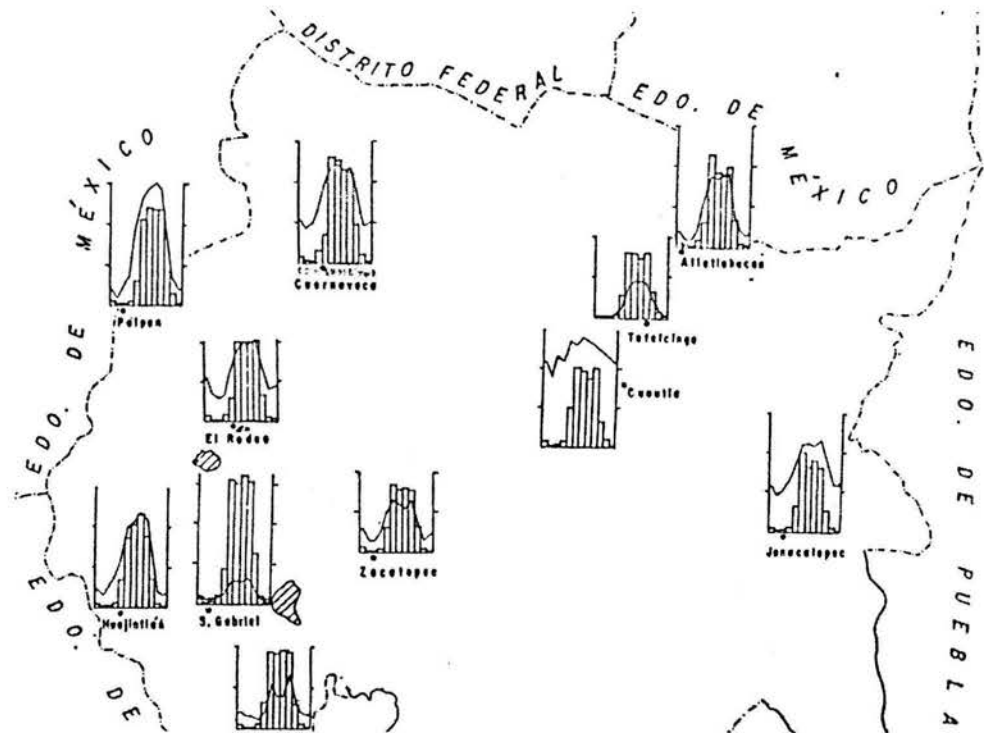 DISTRITO FEDERAL
EDO. DE MÉXICO
EDO. DE MÉXICO
Cuernavaca
Palpan
Tetelcingo
Cuautla
El Rodeo
Zacatepec
Jonacatepec
S. Gabriel
EDO. DE
EDO. DE PUEBLA